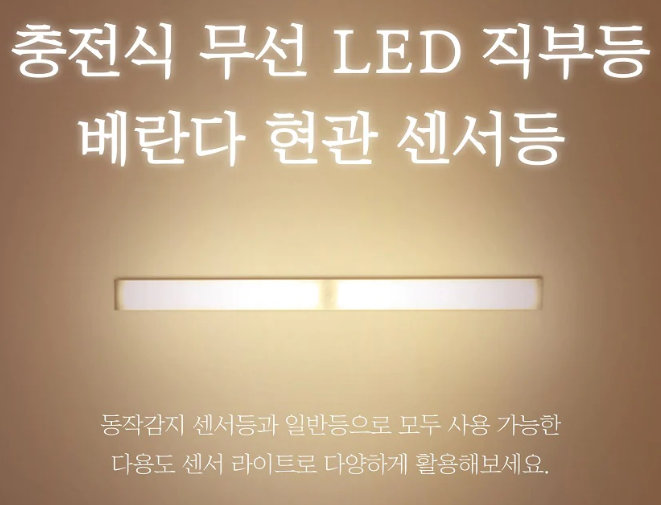 충전식 무선 LED 직부등
베란다 현관 센서등
동작감지 센서등과 일반등으로 모두 사용 가능한
다용도 센서 라이트로 다양하게 활용해보세요.